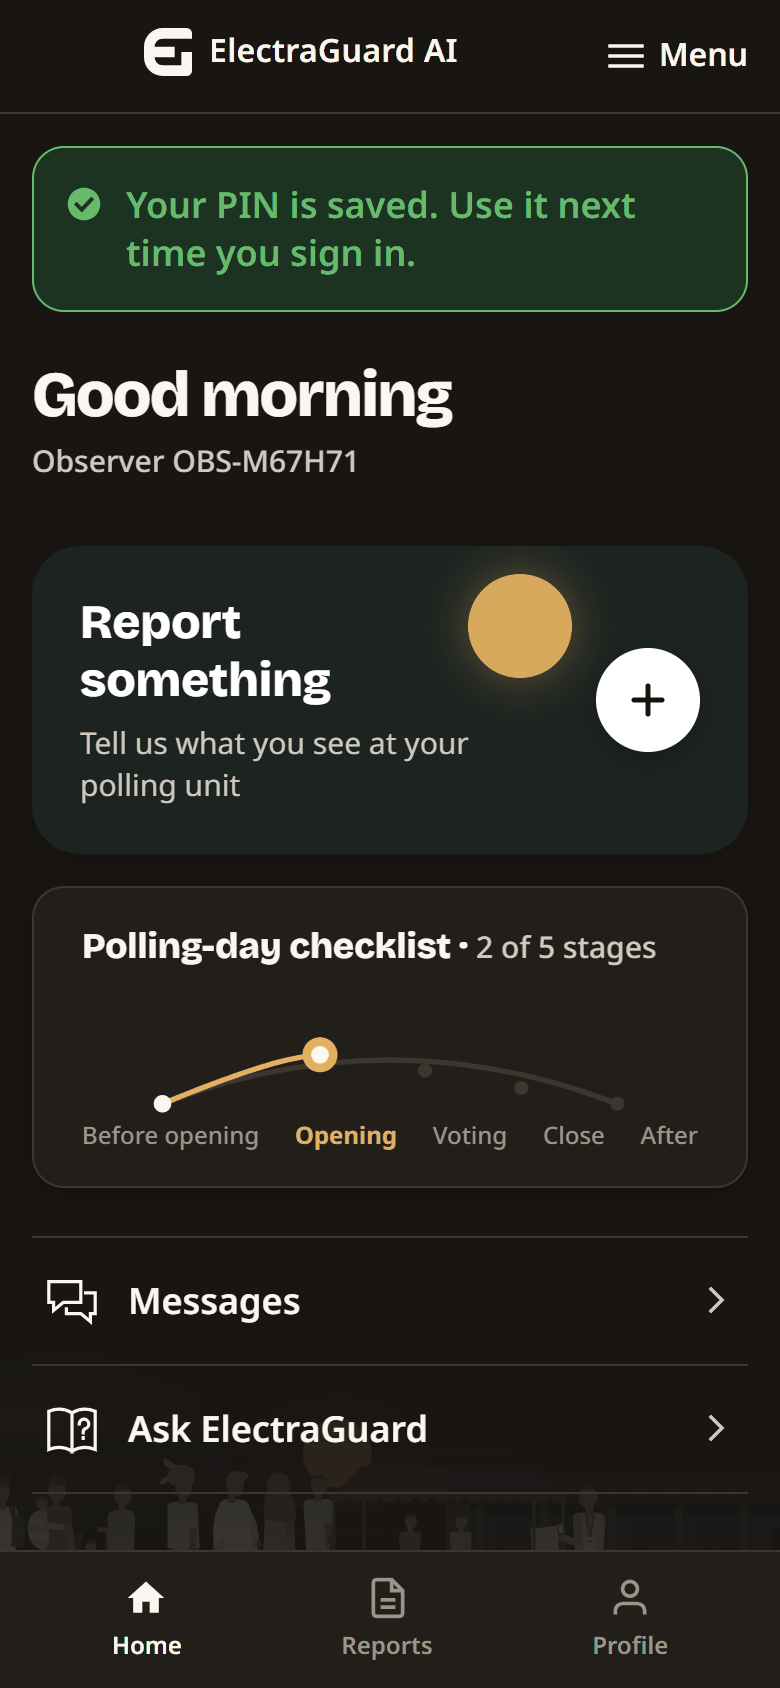 ElectraGuard AI
Menu
Your PIN is saved. Use it next
time you sign in.
Good morning
Observer OBS-M67H71
Report
something
Tell us what you see at your
polling unit
Polling-day checklist · 2 of 5 stages
Before opening Opening Voting Close After
Messages
Ask ElectraGuard
Home Reports Profile